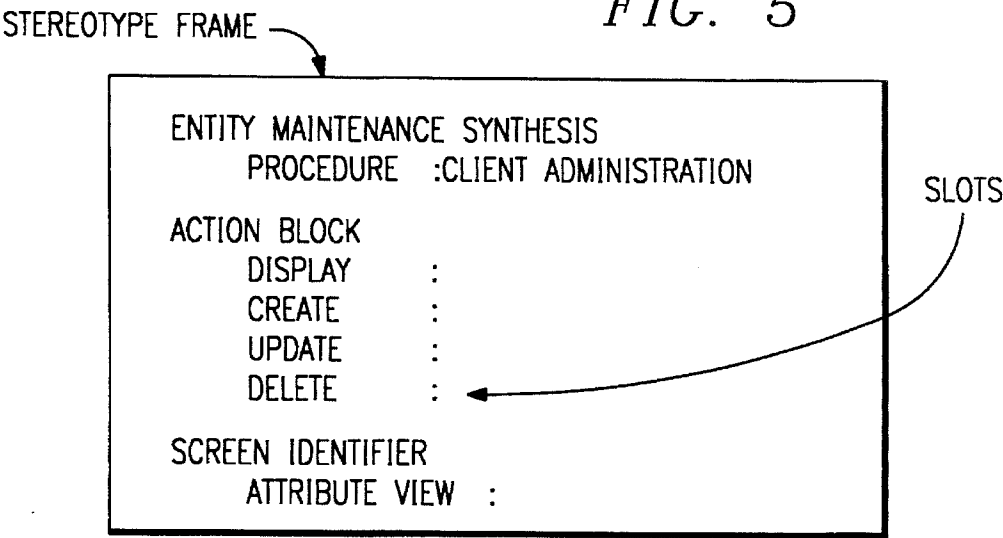 FIG. 5
STEREOTYPE FRAME
ENTITY MAINTENANCE SYNTHESIS
PROCEDURE :CLIENT ADMINISTRATION
SLOTS
ACTION BLOCK
DISPLAY :
CREATE :
UPDATE :
DELETE :
SCREEN IDENTIFIER
ATTRIBUTE VIEW :